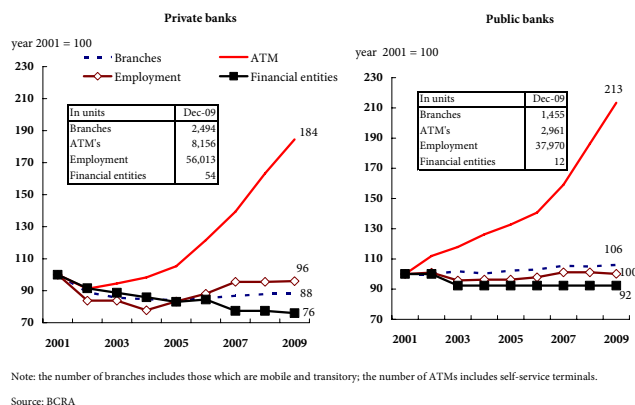 Private banks
year 2001 = 100
Branches
ATM
Employment
Financial entities
230
210
190
170
150
130
110
90
70
In units Dec-09
Branches 2,494
ATM's 8,156
Employment 56,013
Financial entities 54
184
96
88
76
2001 2003 2005 2007 2009
Public banks
year 2001 = 100
230
210
190
170
150
130
110
90
70
In units Dec-09
Branches 1,455
ATM's 2,961
Employment 37,970
Financial entities 12
213
106
100
92
2001 2003 2005 2007 2009
Note: the number of branches includes those which are mobile and transitory; the number of ATMs includes self-service terminals.
Source: BCRA